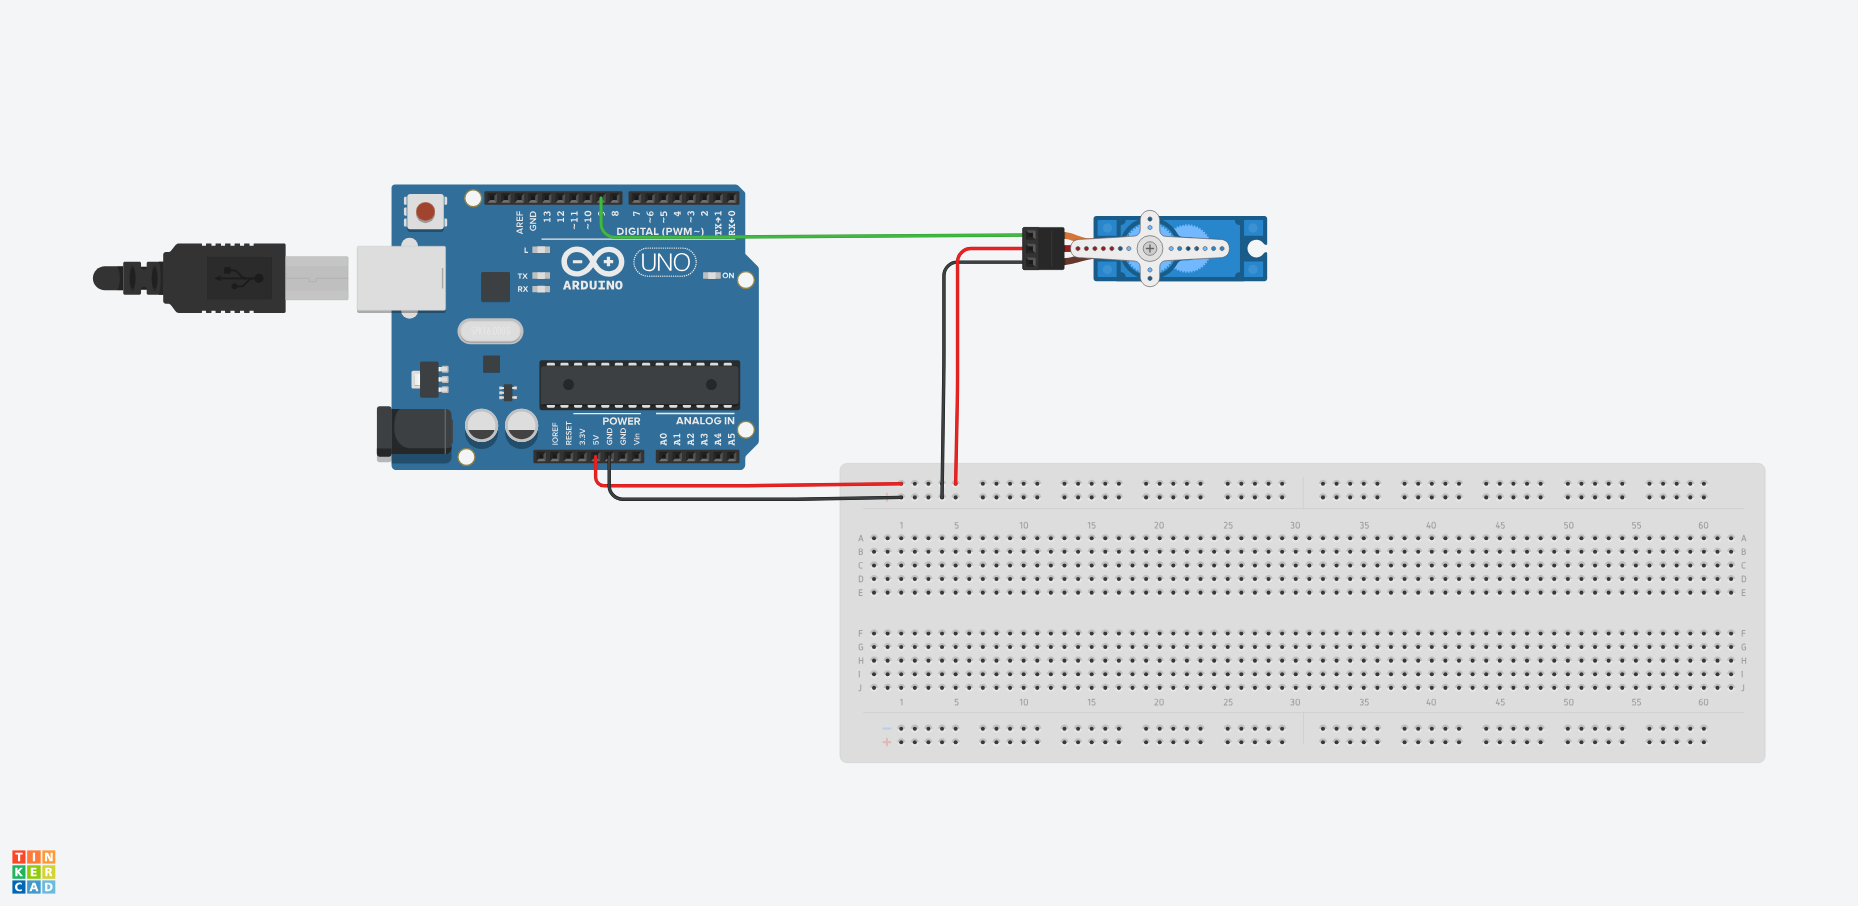 AREF
GND
13
12
~11
~10
8
7
~6
~5
4
~3
2
TX→1
RX←0
DIGITAL (PWM~)
L
TX
RX
ON
UNO
ARDUINO
POWER
ANALOG IN
IOREF
RESET
3.3V
5V
GND
GND
Vin
A0
A1
A2
A3
A4
A5
1 5 10 15 20 25 30 35 40 45 50 55 60
A A
B B
C C
D D
E E
F F
G G
H H
I I
J J
1 5 10 15 20 25 30 35 40 45 50 55 60
TIN
KER
CAD